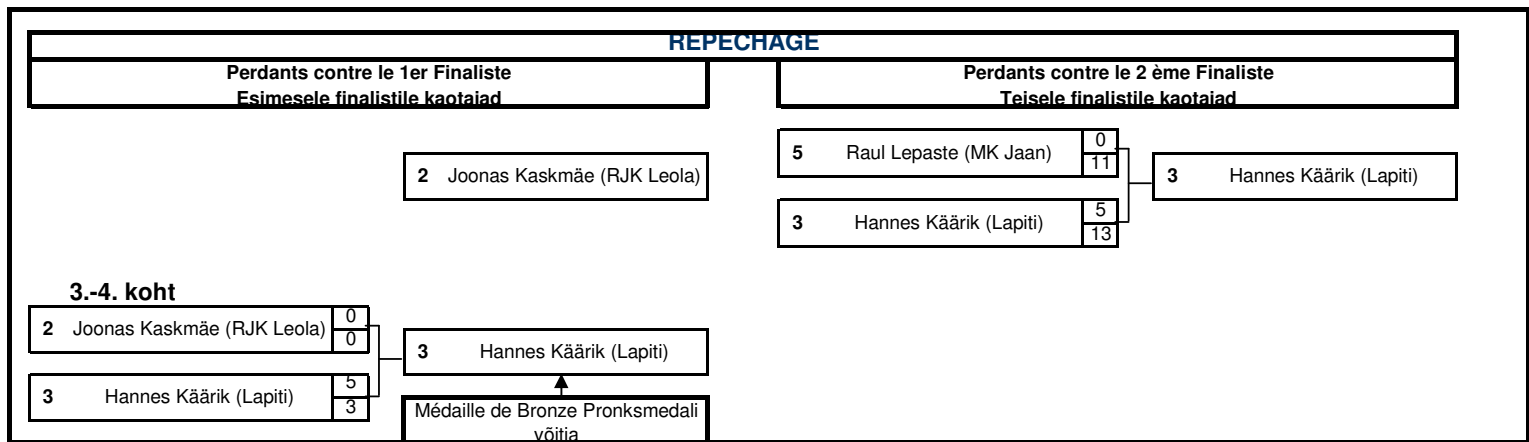 REPECHAGE
Perdants contre le 1er Finaliste
Esimesele finalistile kaotajad
Perdants contre le 2 ème Finaliste
Teisele finalistile kaotajad
2 Joonas Kaskmäe (RJK Leola)
5 Raul Lepaste (MK Jaan) 0
11
3 Hannes Käärik (Lapiti)
3 Hannes Käärik (Lapiti) 5
13
3.-4. koht
2 Joonas Kaskmäe (RJK Leola) 0
0
3 Hannes Käärik (Lapiti)
3 Hannes Käärik (Lapiti) 5
3
Médaille de Bronze Pronksmedali
võitja